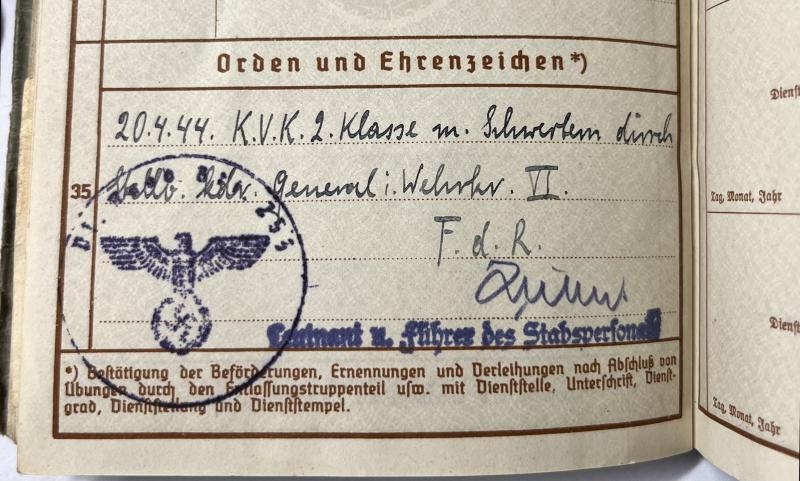 Orden und Ehrenzeichen*)
20.4.44. K.V.K. 2. Klasse m. Schwertern durch
35
Stellv. Kdr. General i. Wehrkr. VI.
F. d. R.
Leutnant u. Führer des Stabspersonals
*) Bestätigung der Beförderungen, Ernennungen und Verleihungen nach Abschluß von
Übungen durch den Entlassungstruppenteil usw. mit Dienststelle, Unterschrift, Dienst-
grad, Dienststellung und Dienststempel.
Tag, Monat, Jahr
Dienst
Tag, Monat, Jahr